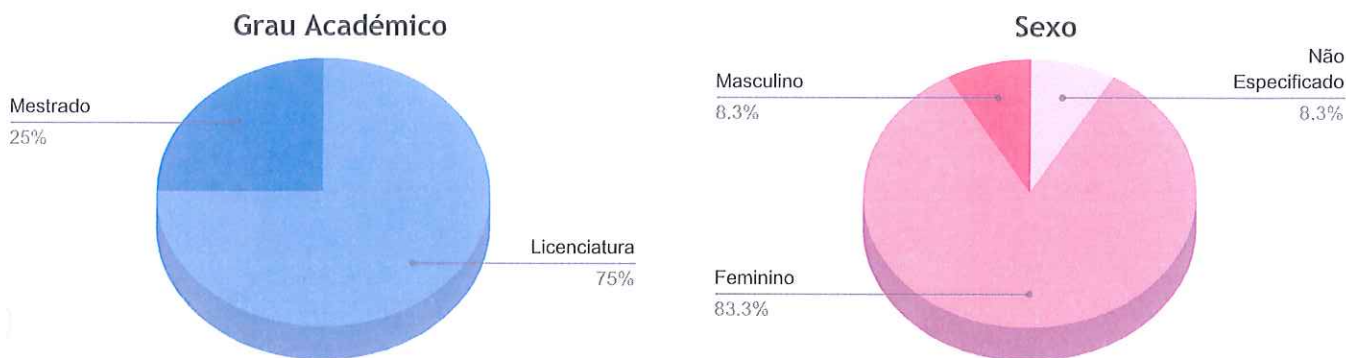 Grau Académico
Mestrado
25%
Licenciatura
75%
Sexo
Masculino
8.3%
Não
Especificado
8.3%
Feminino
83.3%